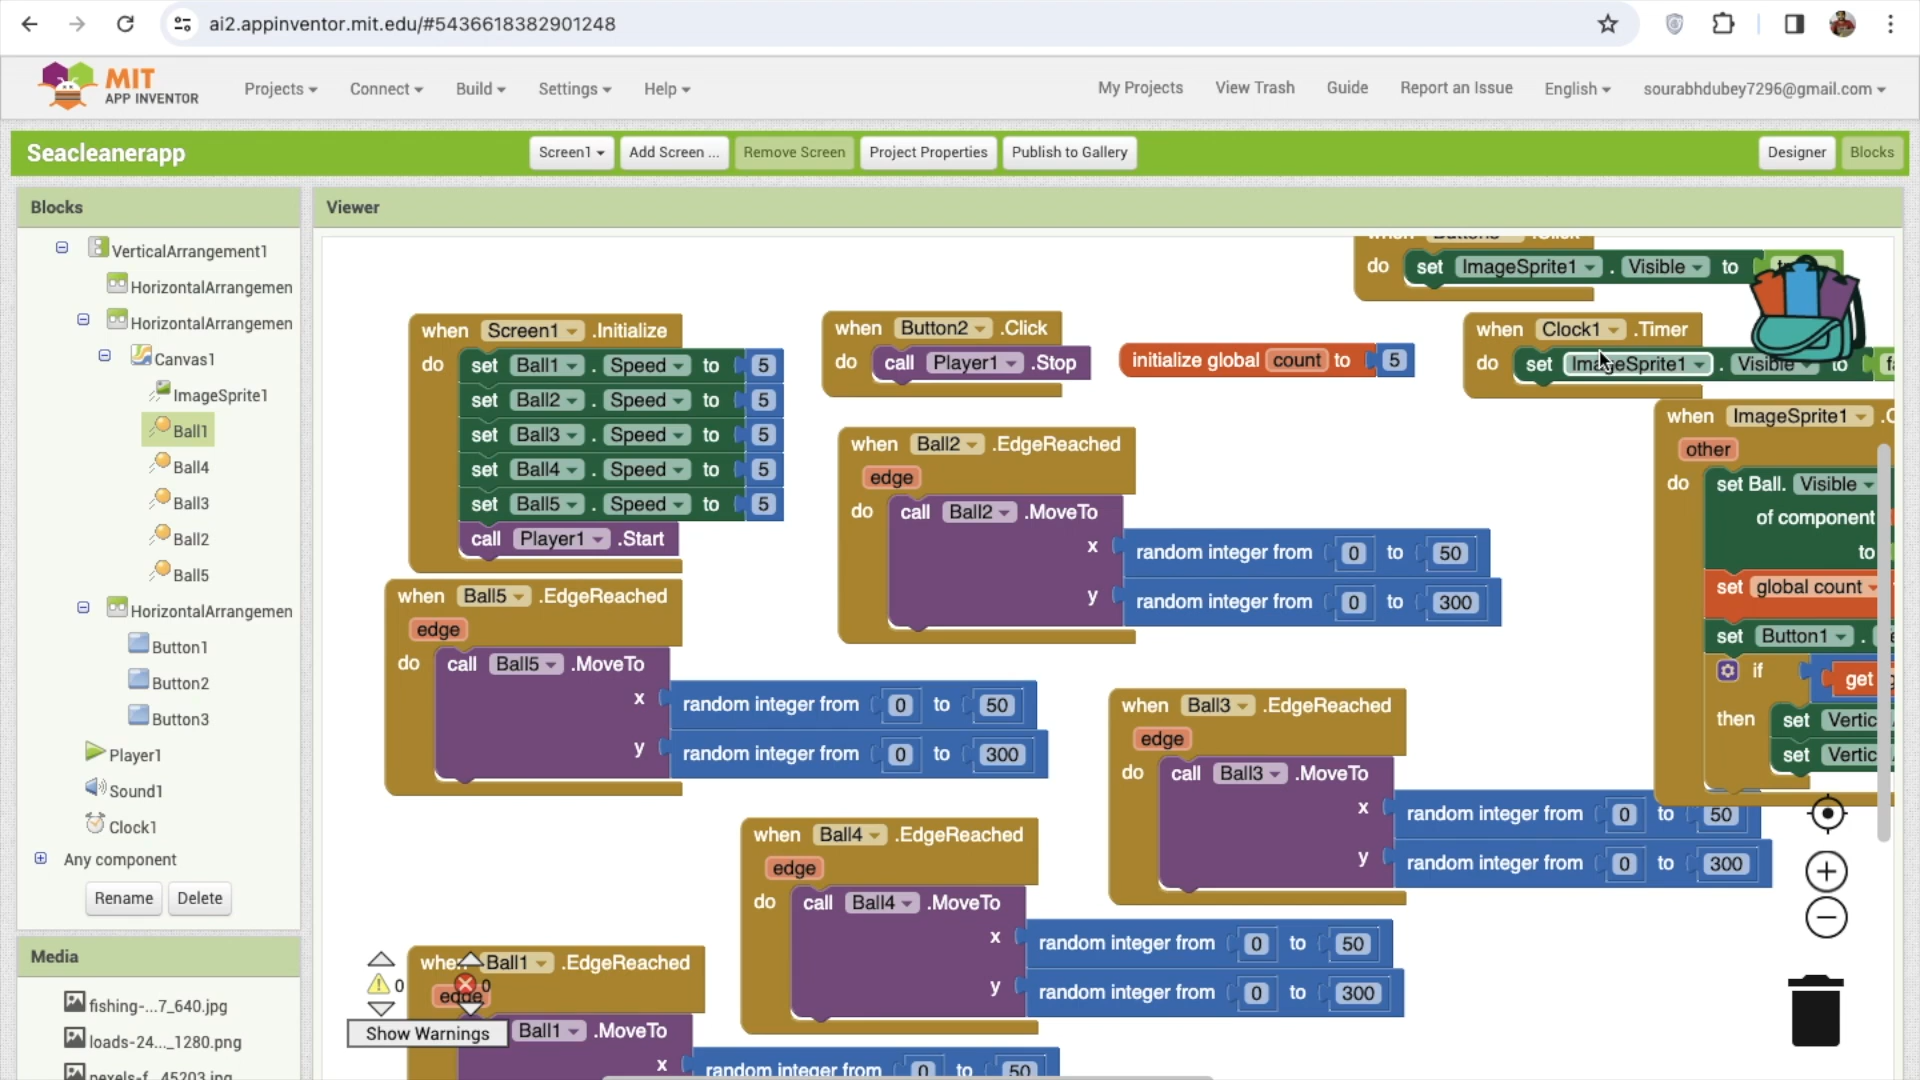 ai2.appinventor.mit.edu/#5436618382901248
MIT
APP INVENTOR
Projects
Connect
Build
Settings
Help
My Projects
View Trash
Guide
Report an Issue
English
sourabhdubey7296@gmail.com
Seacleanerapp
Screen1
Add Screen ...
Remove Screen
Project Properties
Publish to Gallery
Designer
Blocks
Blocks
VerticalArrangement1
HorizontalArrangemen
HorizontalArrangemen
Canvas1
ImageSprite1
Ball1
Ball4
Ball3
Ball2
Ball5
HorizontalArrangemen
Button1
Button2
Button3
Player1
Sound1
Clock1
Any component
Rename
Delete
Media
fishing-...7_640.jpg
loads-24..._1280.png
pexels-f...45203.jpg
Viewer
do set ImageSprite1 . Visible to
when Screen1 .Initialize
do set Ball1 . Speed to 5
set Ball2 . Speed to 5
set Ball3 . Speed to 5
set Ball4 . Speed to 5
set Ball5 . Speed to 5
call Player1 .Start
when Button2 .Click
do call Player1 .Stop
initialize global count to 5
when Clock1 .Timer
do set ImageSprite1 . Visible to
when Ball2 .EdgeReached
edge
do call Ball2 .MoveTo
x random integer from 0 to 50
y random integer from 0 to 300
when ImageSprite1
other
do set Ball. Visible
of component
to
set global count
set Button1 .
if get
then set Vertic
set Vertic
when Ball5 .EdgeReached
edge
do call Ball5 .MoveTo
x random integer from 0 to 50
y random integer from 0 to 300
when Ball3 .EdgeReached
edge
do call Ball3 .MoveTo
x random integer from 0 to 50
y random integer from 0 to 300
when Ball4 .EdgeReached
edge
do call Ball4 .MoveTo
x random integer from 0 to 50
y random integer from 0 to 300
when Ball1 .EdgeReached
edge
0 0
Show Warnings
Ball1 .MoveTo
x random integer from 0 to 50